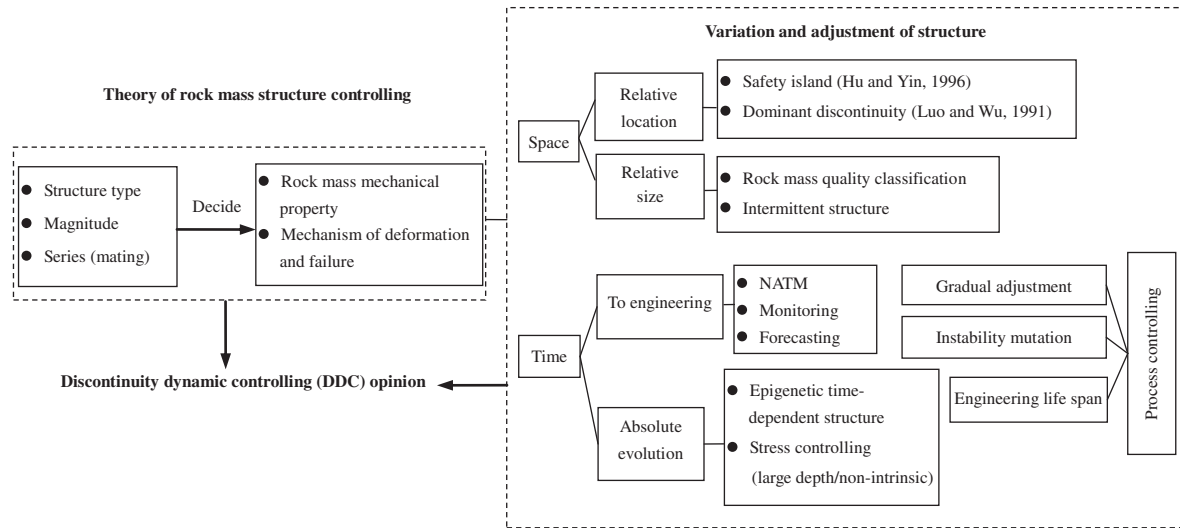 Variation and adjustment of structure
Theory of rock mass structure controlling
● Structure type
● Magnitude
● Series (mating)
Decide
● Rock mass mechanical
property
● Mechanism of deformation
and failure
Discontinuity dynamic controlling (DDC) opinion
Space
Relative
location
● Safety island (Hu and Yin, 1996)
● Dominant discontinuity (Luo and Wu, 1991)
Relative
size
● Rock mass quality classification
● Intermittent structure
Time
To engineering
● NATM
● Monitoring
● Forecasting
Absolute
evolution
● Epigenetic time-
dependent structure
● Stress controlling
(large depth/non-intrinsic)
Gradual adjustment
Instability mutation
Engineering life span
Process controlling